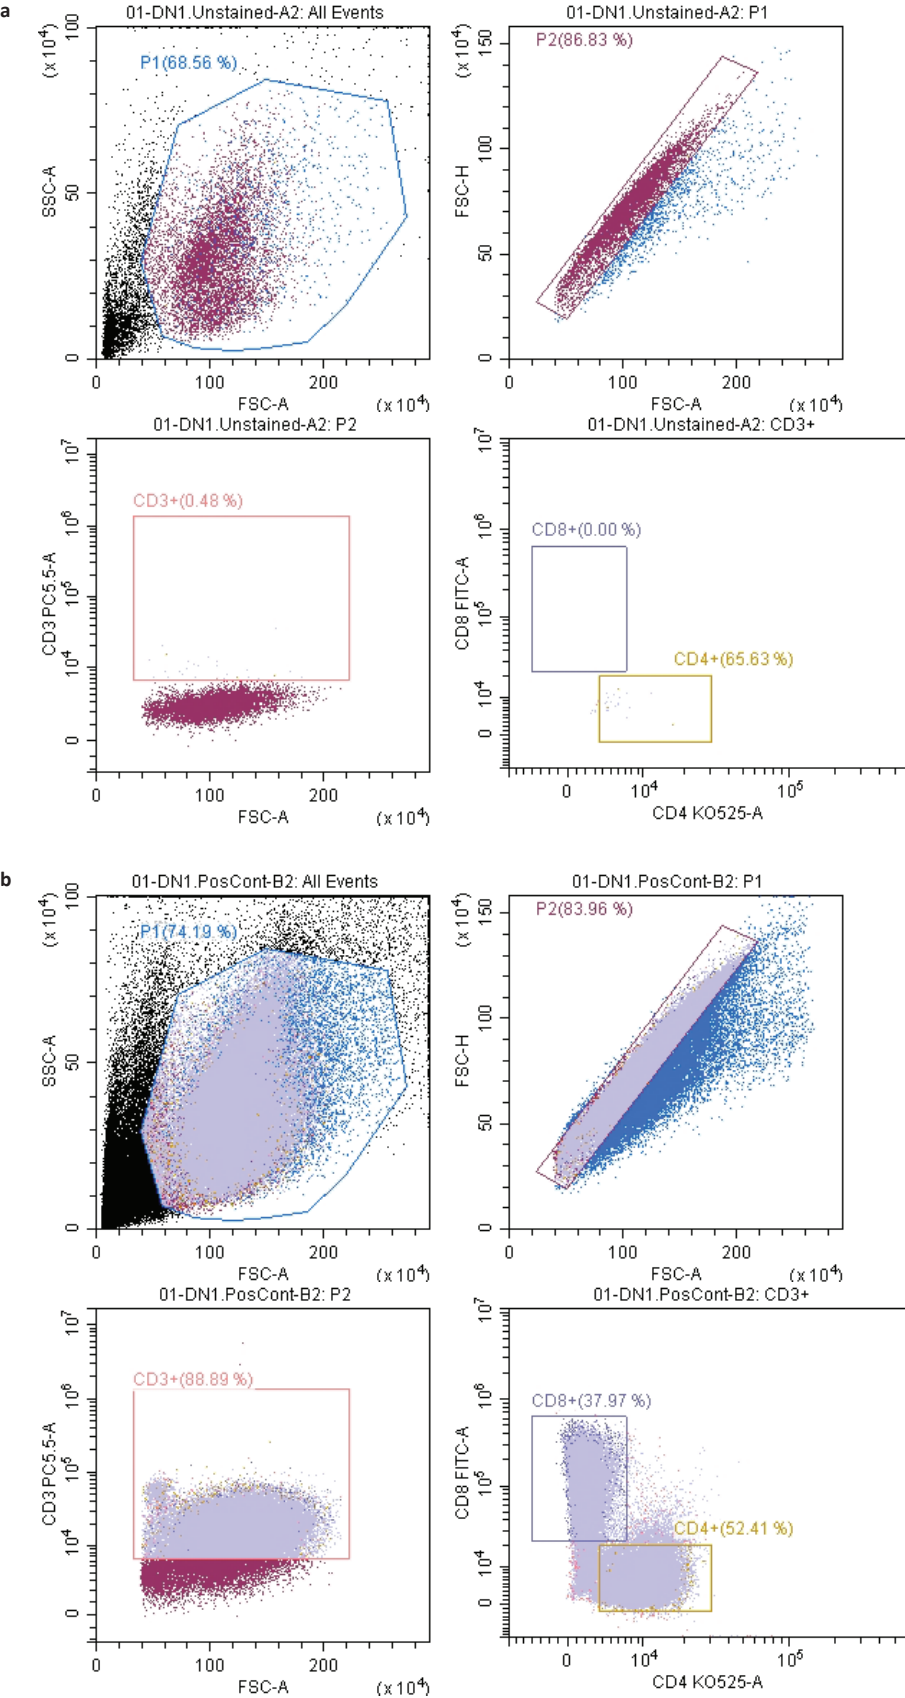 a
01-DN1.Unstained-A2: All Events
(x 10⁴)
100
50
0
SSC-A
P1(68.56 %)
0 100 200
FSC-A (x 10⁴)
01-DN1.Unstained-A2: P1
(x 10⁴)
150
100
50
0
FSC-H
P2(86.83 %)
0 100 200
FSC-A (x 10⁴)
01-DN1.Unstained-A2: P2
10⁷
10⁶
10⁵
10⁴
0
CD3 PC5.5-A
CD3+(0.48 %)
0 100 200
FSC-A (x 10⁴)
01-DN1.Unstained-A2: CD3+
10⁷
10⁶
10⁵
10⁴
0
CD8 FITC-A
CD8+(0.00 %)
CD4+(65.63 %)
0 10⁴ 10⁵
CD4 KO525-A
b
01-DN1.PosCont-B2: All Events
(x 10⁴)
100
50
0
SSC-A
P1(74.19 %)
0 100 200
FSC-A (x 10⁴)
01-DN1.PosCont-B2: P1
(x 10⁴)
150
100
50
0
FSC-H
P2(83.96 %)
0 100 200
FSC-A (x 10⁴)
01-DN1.PosCont-B2: P2
10⁷
10⁶
10⁵
10⁴
0
CD3 PC5.5-A
CD3+(88.89 %)
0 100 200
FSC-A (x 10⁴)
01-DN1.PosCont-B2: CD3+
10⁷
10⁶
10⁵
10⁴
0
CD8 FITC-A
CD8+(37.97 %)
CD4+(52.41 %)
0 10⁴ 10⁵
CD4 KO525-A